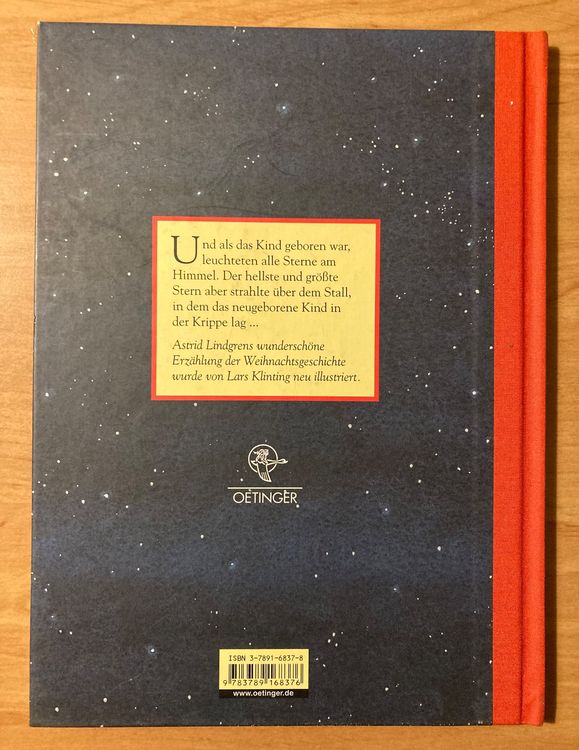 Und als das Kind geboren war,
leuchteten alle Sterne am
Himmel. Der hellste und größte
Stern aber strahlte über dem Stall,
in dem das neugeborene Kind in
der Krippe lag ...
Astrid Lindgrens wunderschöne
Erzählung der Weihnachtsgeschichte
wurde von Lars Klinting neu illustriert.
OETINGER
ISBN 3-7891-6837-8
9 783789 168376
www.oetinger.de